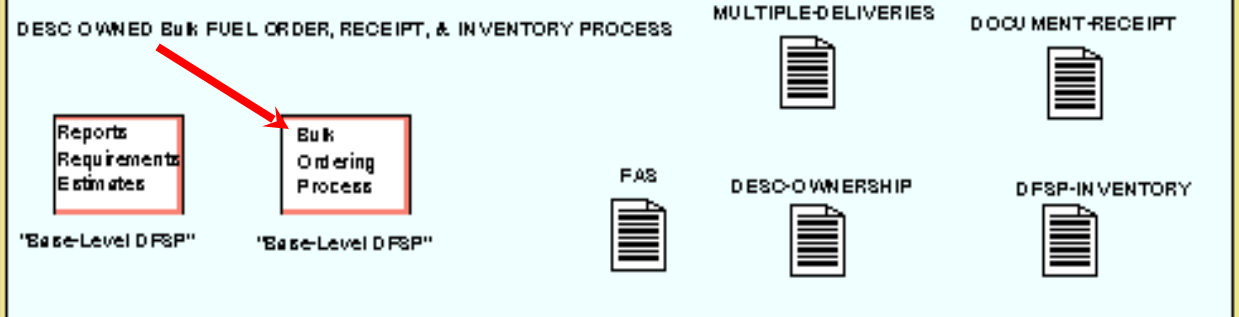 MULTIPLE-DELIVERIES
DOCUMENT-RECEIPT
DESC OWNED Bulk FUEL ORDER, RECEIPT, & INVENTORY PROCESS
Reports
Requirements
Estimates
"Base-Level DFSP"
Bulk
Ordering
Process
"Base-Level DFSP"
FAS
DESC-OWNERSHIP
DFSP-INVENTORY